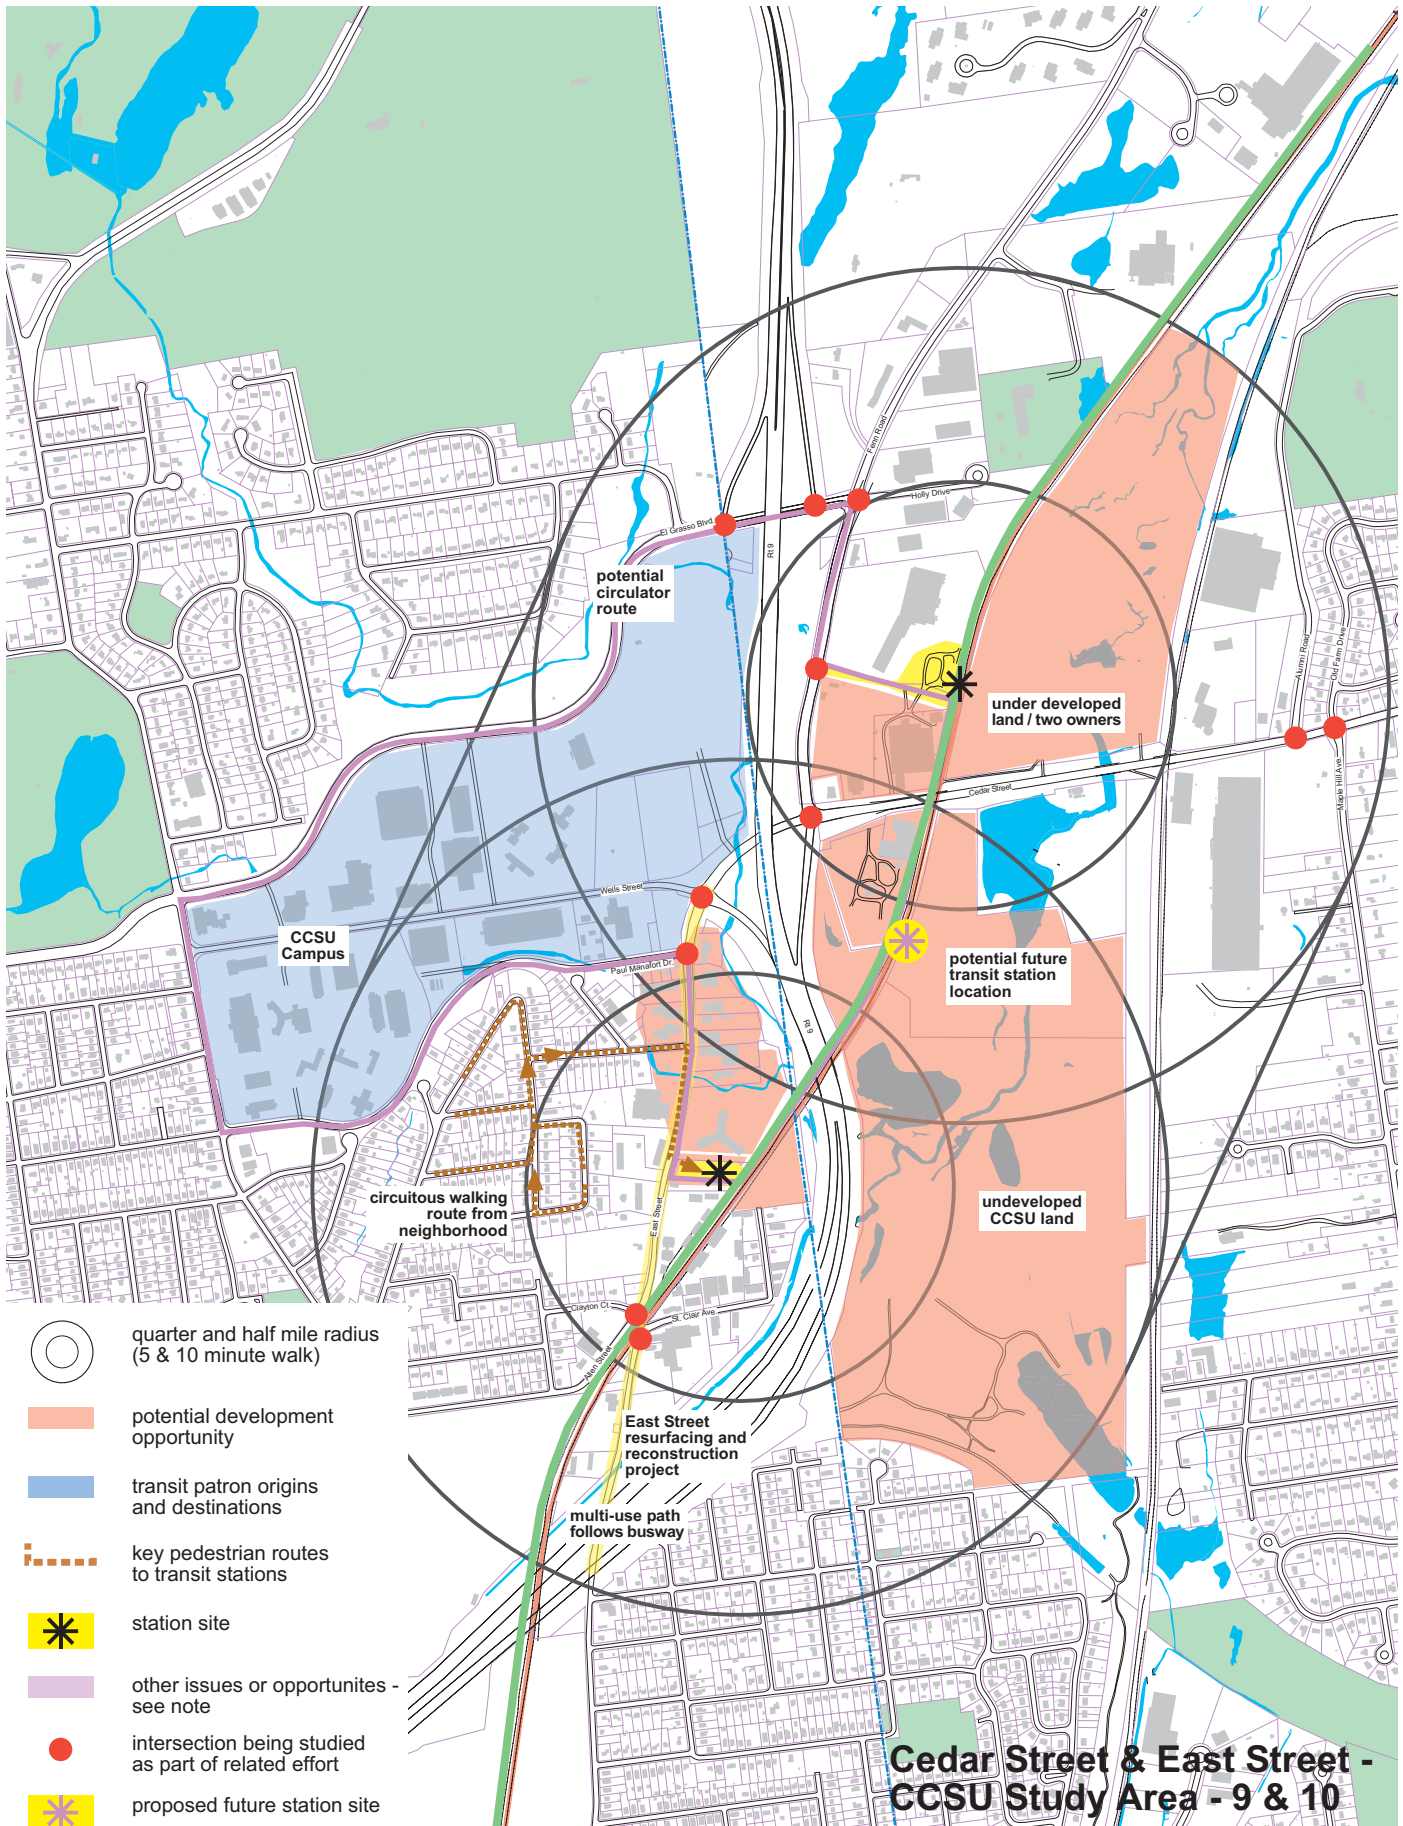 Fenn Road
Holly Drive
El Grasso Blvd.
Rt 9
potential
circulator
route
Alumni Road
Old Farm Drive
under developed
land / two owners
Maple Hill Ave.
Cedar Street
Wells Street
CCSU
Campus
Paul Manafort Dr.
potential future
transit station
location
Rt 9
circuitous walking
route from
neighborhood
East Street
undeveloped
CCSU land
Clayton Ct.
St. Clair Ave.
Allen Street
East Street
resurfacing and
reconstruction
project
multi-use path
follows busway
quarter and half mile radius
(5 & 10 minute walk)
potential development
opportunity
transit patron origins
and destinations
key pedestrian routes
to transit stations
station site
other issues or opportunites -
see note
intersection being studied
as part of related effort
proposed future station site
Cedar Street & East Street -
CCSU Study Area - 9 & 10